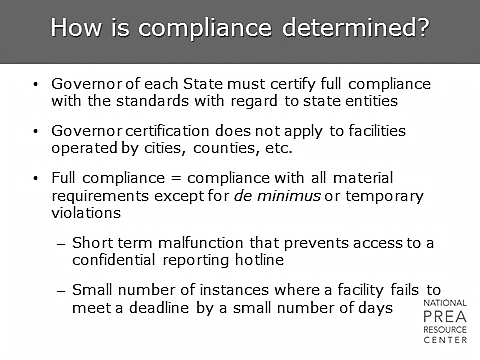 How is compliance determined?
• Governor of each State must certify full compliance
with the standards with regard to state entities
• Governor certification does not apply to facilities
operated by cities, counties, etc.
• Full compliance = compliance with all material
requirements except for de minimus or temporary
violations
– Short term malfunction that prevents access to a
confidential reporting hotline
– Small number of instances where a facility fails to
meet a deadline by a small number of days
NATIONAL
PREA
RESOURCE
CENTER